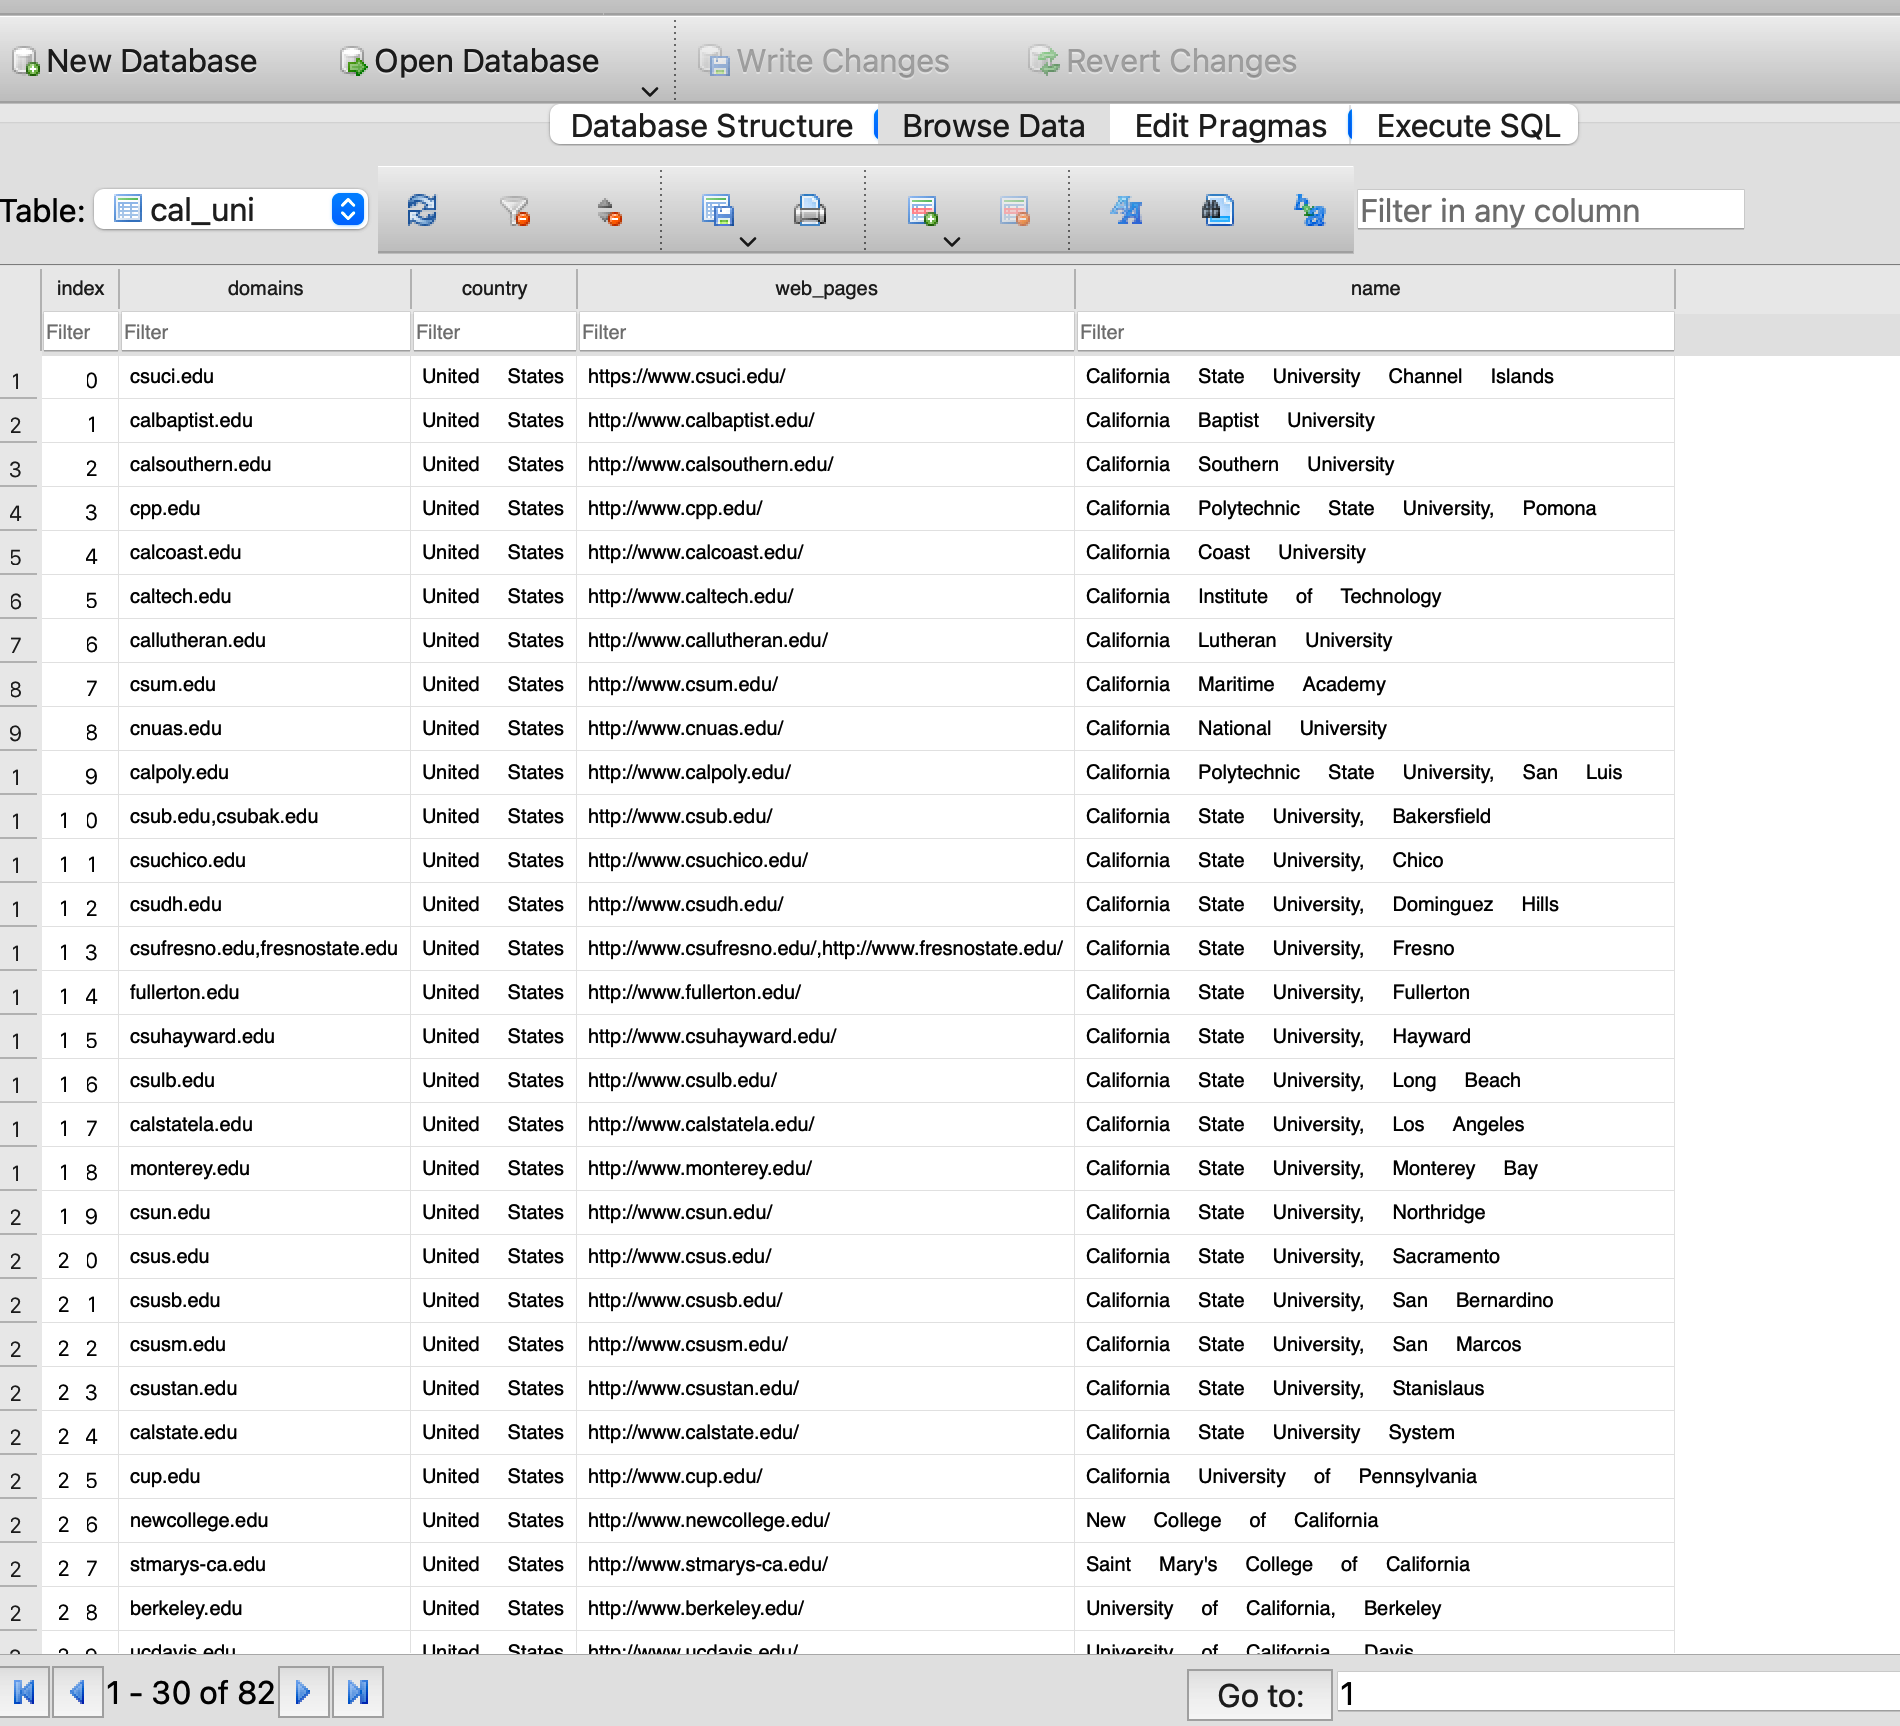 New Database Open Database Write Changes Revert Changes
Database Structure Browse Data Edit Pragmas Execute SQL
Table: cal_uni Filter in any column
index domains country web_pages name
Filter Filter Filter Filter Filter
1 0 csuci.edu United States https://www.csuci.edu/ California State University Channel Islands
2 1 calbaptist.edu United States http://www.calbaptist.edu/ California Baptist University
3 2 calsouthern.edu United States http://www.calsouthern.edu/ California Southern University
4 3 cpp.edu United States http://www.cpp.edu/ California Polytechnic State University, Pomona
5 4 calcoast.edu United States http://www.calcoast.edu/ California Coast University
6 5 caltech.edu United States http://www.caltech.edu/ California Institute of Technology
7 6 callutheran.edu United States http://www.callutheran.edu/ California Lutheran University
8 7 csum.edu United States http://www.csum.edu/ California Maritime Academy
9 8 cnuas.edu United States http://www.cnuas.edu/ California National University
1 9 calpoly.edu United States http://www.calpoly.edu/ California Polytechnic State University, San Luis
1 1 0 csub.edu,csubak.edu United States http://www.csub.edu/ California State University, Bakersfield
1 1 1 csuchico.edu United States http://www.csuchico.edu/ California State University, Chico
1 1 2 csudh.edu United States http://www.csudh.edu/ California State University, Dominguez Hills
1 1 3 csufresno.edu,fresnostate.edu United States http://www.csufresno.edu/,http://www.fresnostate.edu/ California State University, Fresno
1 1 4 fullerton.edu United States http://www.fullerton.edu/ California State University, Fullerton
1 1 5 csuhayward.edu United States http://www.csuhayward.edu/ California State University, Hayward
1 1 6 csulb.edu United States http://www.csulb.edu/ California State University, Long Beach
1 1 7 calstatela.edu United States http://www.calstatela.edu/ California State University, Los Angeles
1 1 8 monterey.edu United States http://www.monterey.edu/ California State University, Monterey Bay
2 1 9 csun.edu United States http://www.csun.edu/ California State University, Northridge
2 2 0 csus.edu United States http://www.csus.edu/ California State University, Sacramento
2 2 1 csusb.edu United States http://www.csusb.edu/ California State University, San Bernardino
2 2 2 csusm.edu United States http://www.csusm.edu/ California State University, San Marcos
2 2 3 csustan.edu United States http://www.csustan.edu/ California State University, Stanislaus
2 2 4 calstate.edu United States http://www.calstate.edu/ California State University System
2 2 5 cup.edu United States http://www.cup.edu/ California University of Pennsylvania
2 2 6 newcollege.edu United States http://www.newcollege.edu/ New College of California
2 2 7 stmarys-ca.edu United States http://www.stmarys-ca.edu/ Saint Mary's College of California
2 2 8 berkeley.edu United States http://www.berkeley.edu/ University of California, Berkeley
ucdavis.edu United States http://www.ucdavis.edu/ University of California, Davis
1 - 30 of 82 Go to: 1